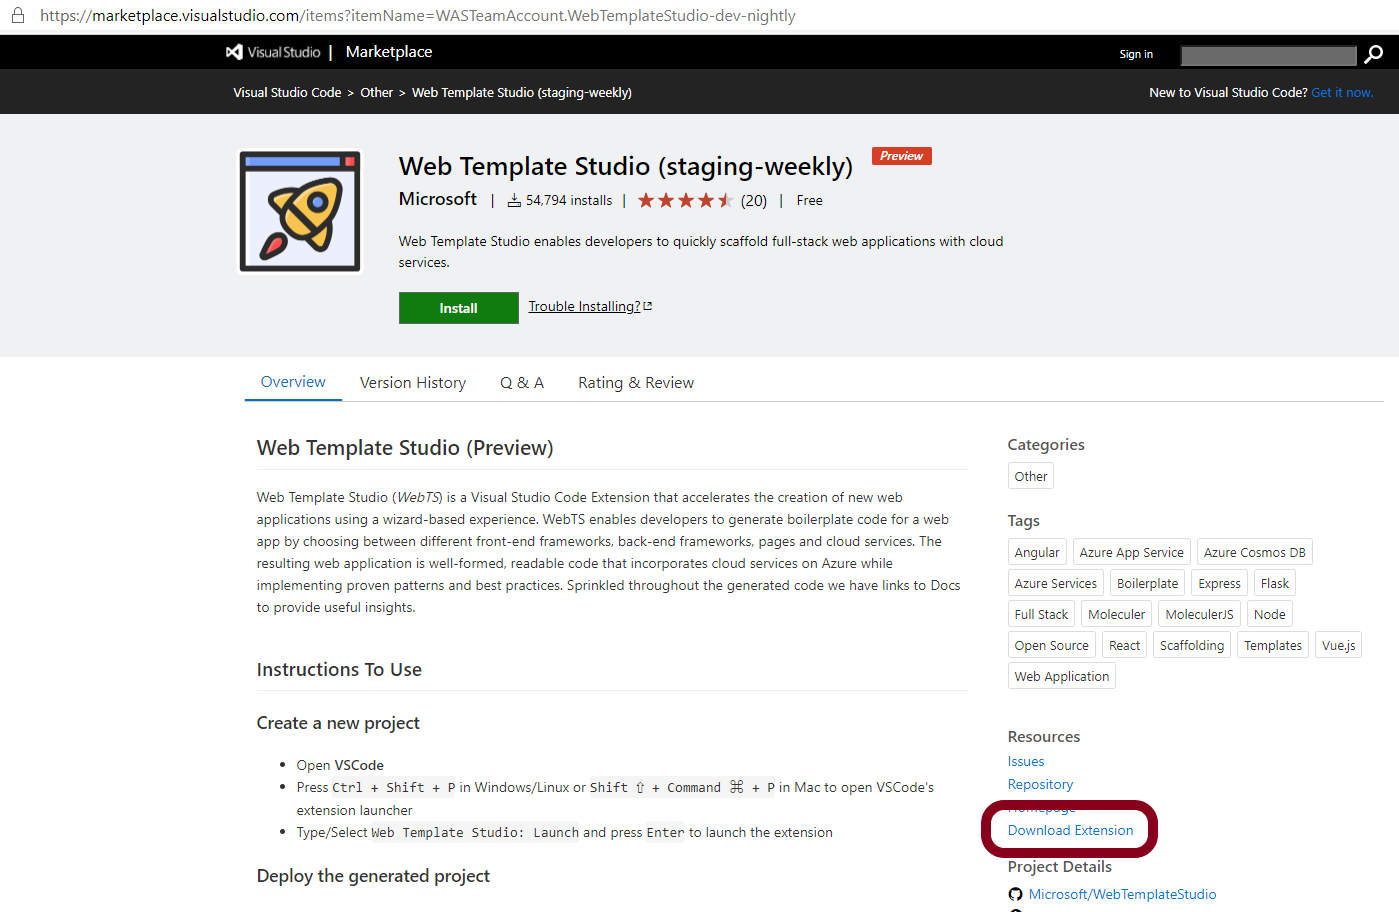 https://marketplace.visualstudio.com/items?itemName=WASTeamAccount.WebTemplateStudio-dev-nightly
Visual Studio | Marketplace
Sign in
Visual Studio Code > Other > Web Template Studio (staging-weekly)
New to Visual Studio Code? Get it now.
Web Template Studio (staging-weekly) Preview
Microsoft | 54,794 installs | (20) | Free
Web Template Studio enables developers to quickly scaffold full-stack web applications with cloud
services.
Install Trouble Installing?
Overview Version History Q & A Rating & Review
Web Template Studio (Preview)
Web Template Studio (WebTS) is a Visual Studio Code Extension that accelerates the creation of new web
applications using a wizard-based experience. WebTS enables developers to generate boilerplate code for a web
app by choosing between different front-end frameworks, back-end frameworks, pages and cloud services. The
resulting web application is well-formed, readable code that incorporates cloud services on Azure while
implementing proven patterns and best practices. Sprinkled throughout the generated code we have links to Docs
to provide useful insights.
Instructions To Use
Create a new project
• Open VSCode
• Press Ctrl + Shift + P in Windows/Linux or Shift ⇧ + Command ⌘ + P in Mac to open VSCode's
extension launcher
• Type/Select Web Template Studio: Launch and press Enter to launch the extension
Deploy the generated project
Categories
Other
Tags
Angular Azure App Service Azure Cosmos DB
Azure Services Boilerplate Express Flask
Full Stack Moleculer MoleculerJS Node
Open Source React Scaffolding Templates Vue.js
Web Application
Resources
Issues
Repository
Homepage
Download Extension
Project Details
Microsoft/WebTemplateStudio